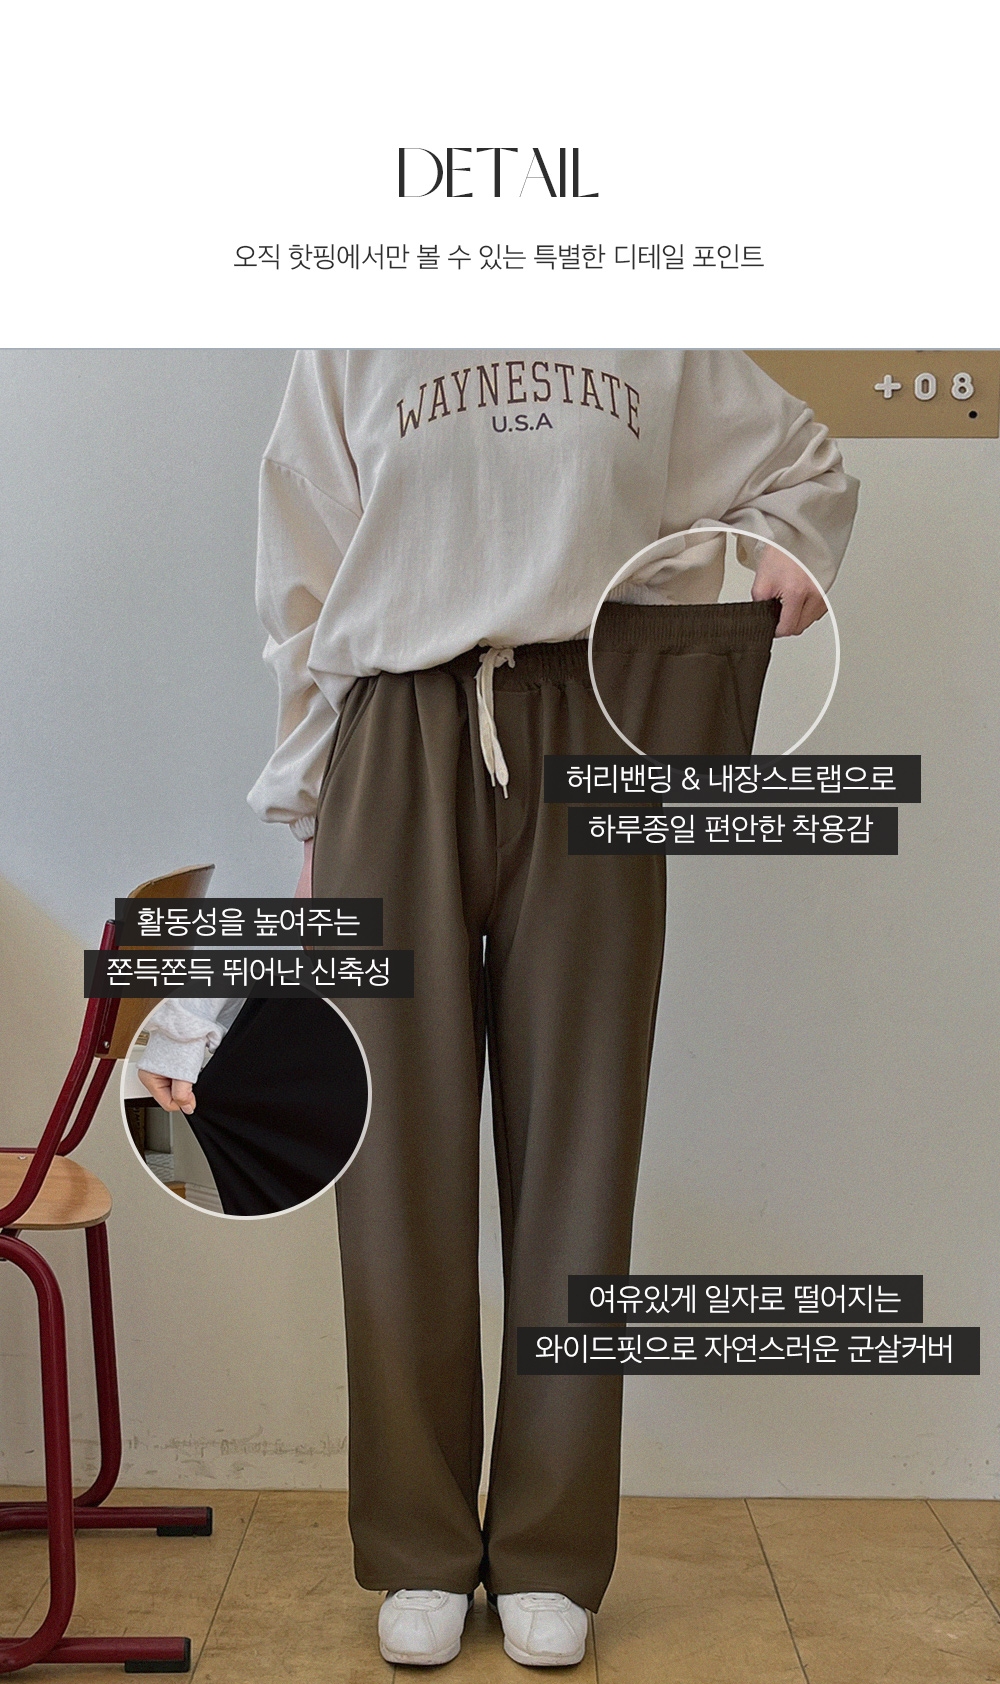 DETAIL
오직 핫핑에서만 볼 수 있는 특별한 디테일 포인트
WAYNESTATE
U.S.A
+08
허리밴딩 & 내장스트랩으로
하루종일 편안한 착용감
활동성을 높여주는
쫀득쫀득 뛰어난 신축성
여유있게 일자로 떨어지는
와이드핏으로 자연스러운 군살커버